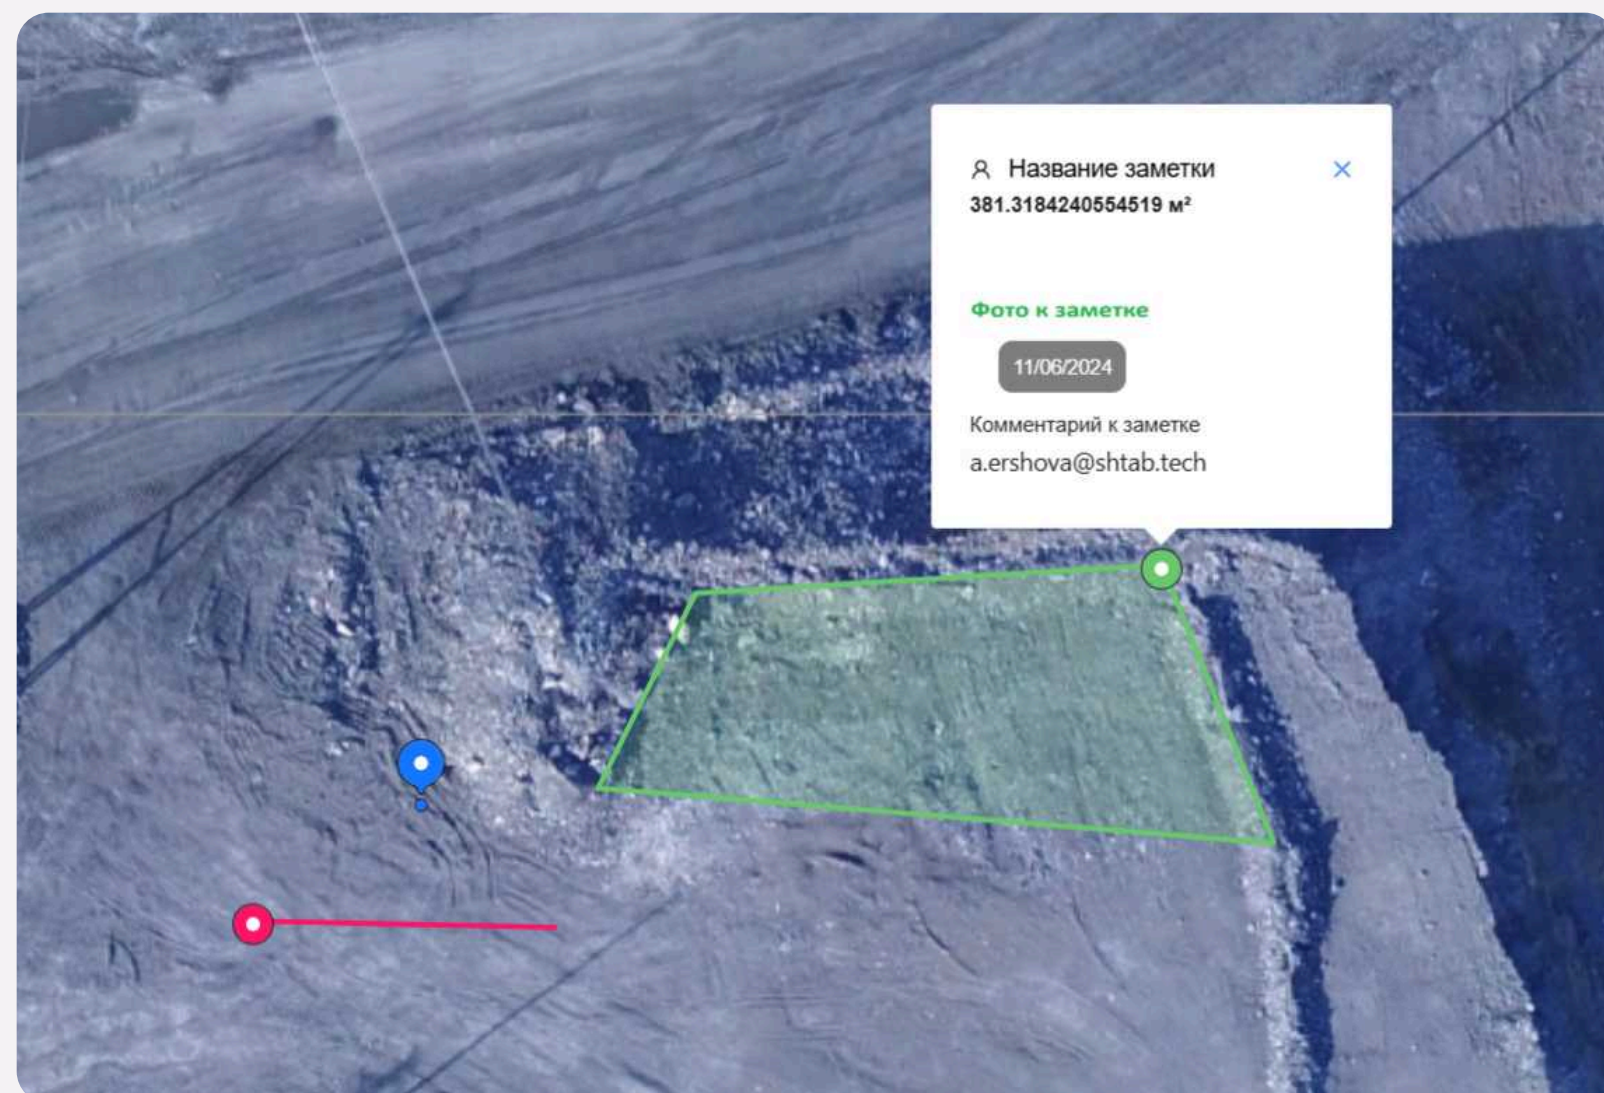 Название заметки
381.3184240554519 м²
Фото к заметке
11/06/2024
Комментарий к заметке
a.ershova@shtab.tech